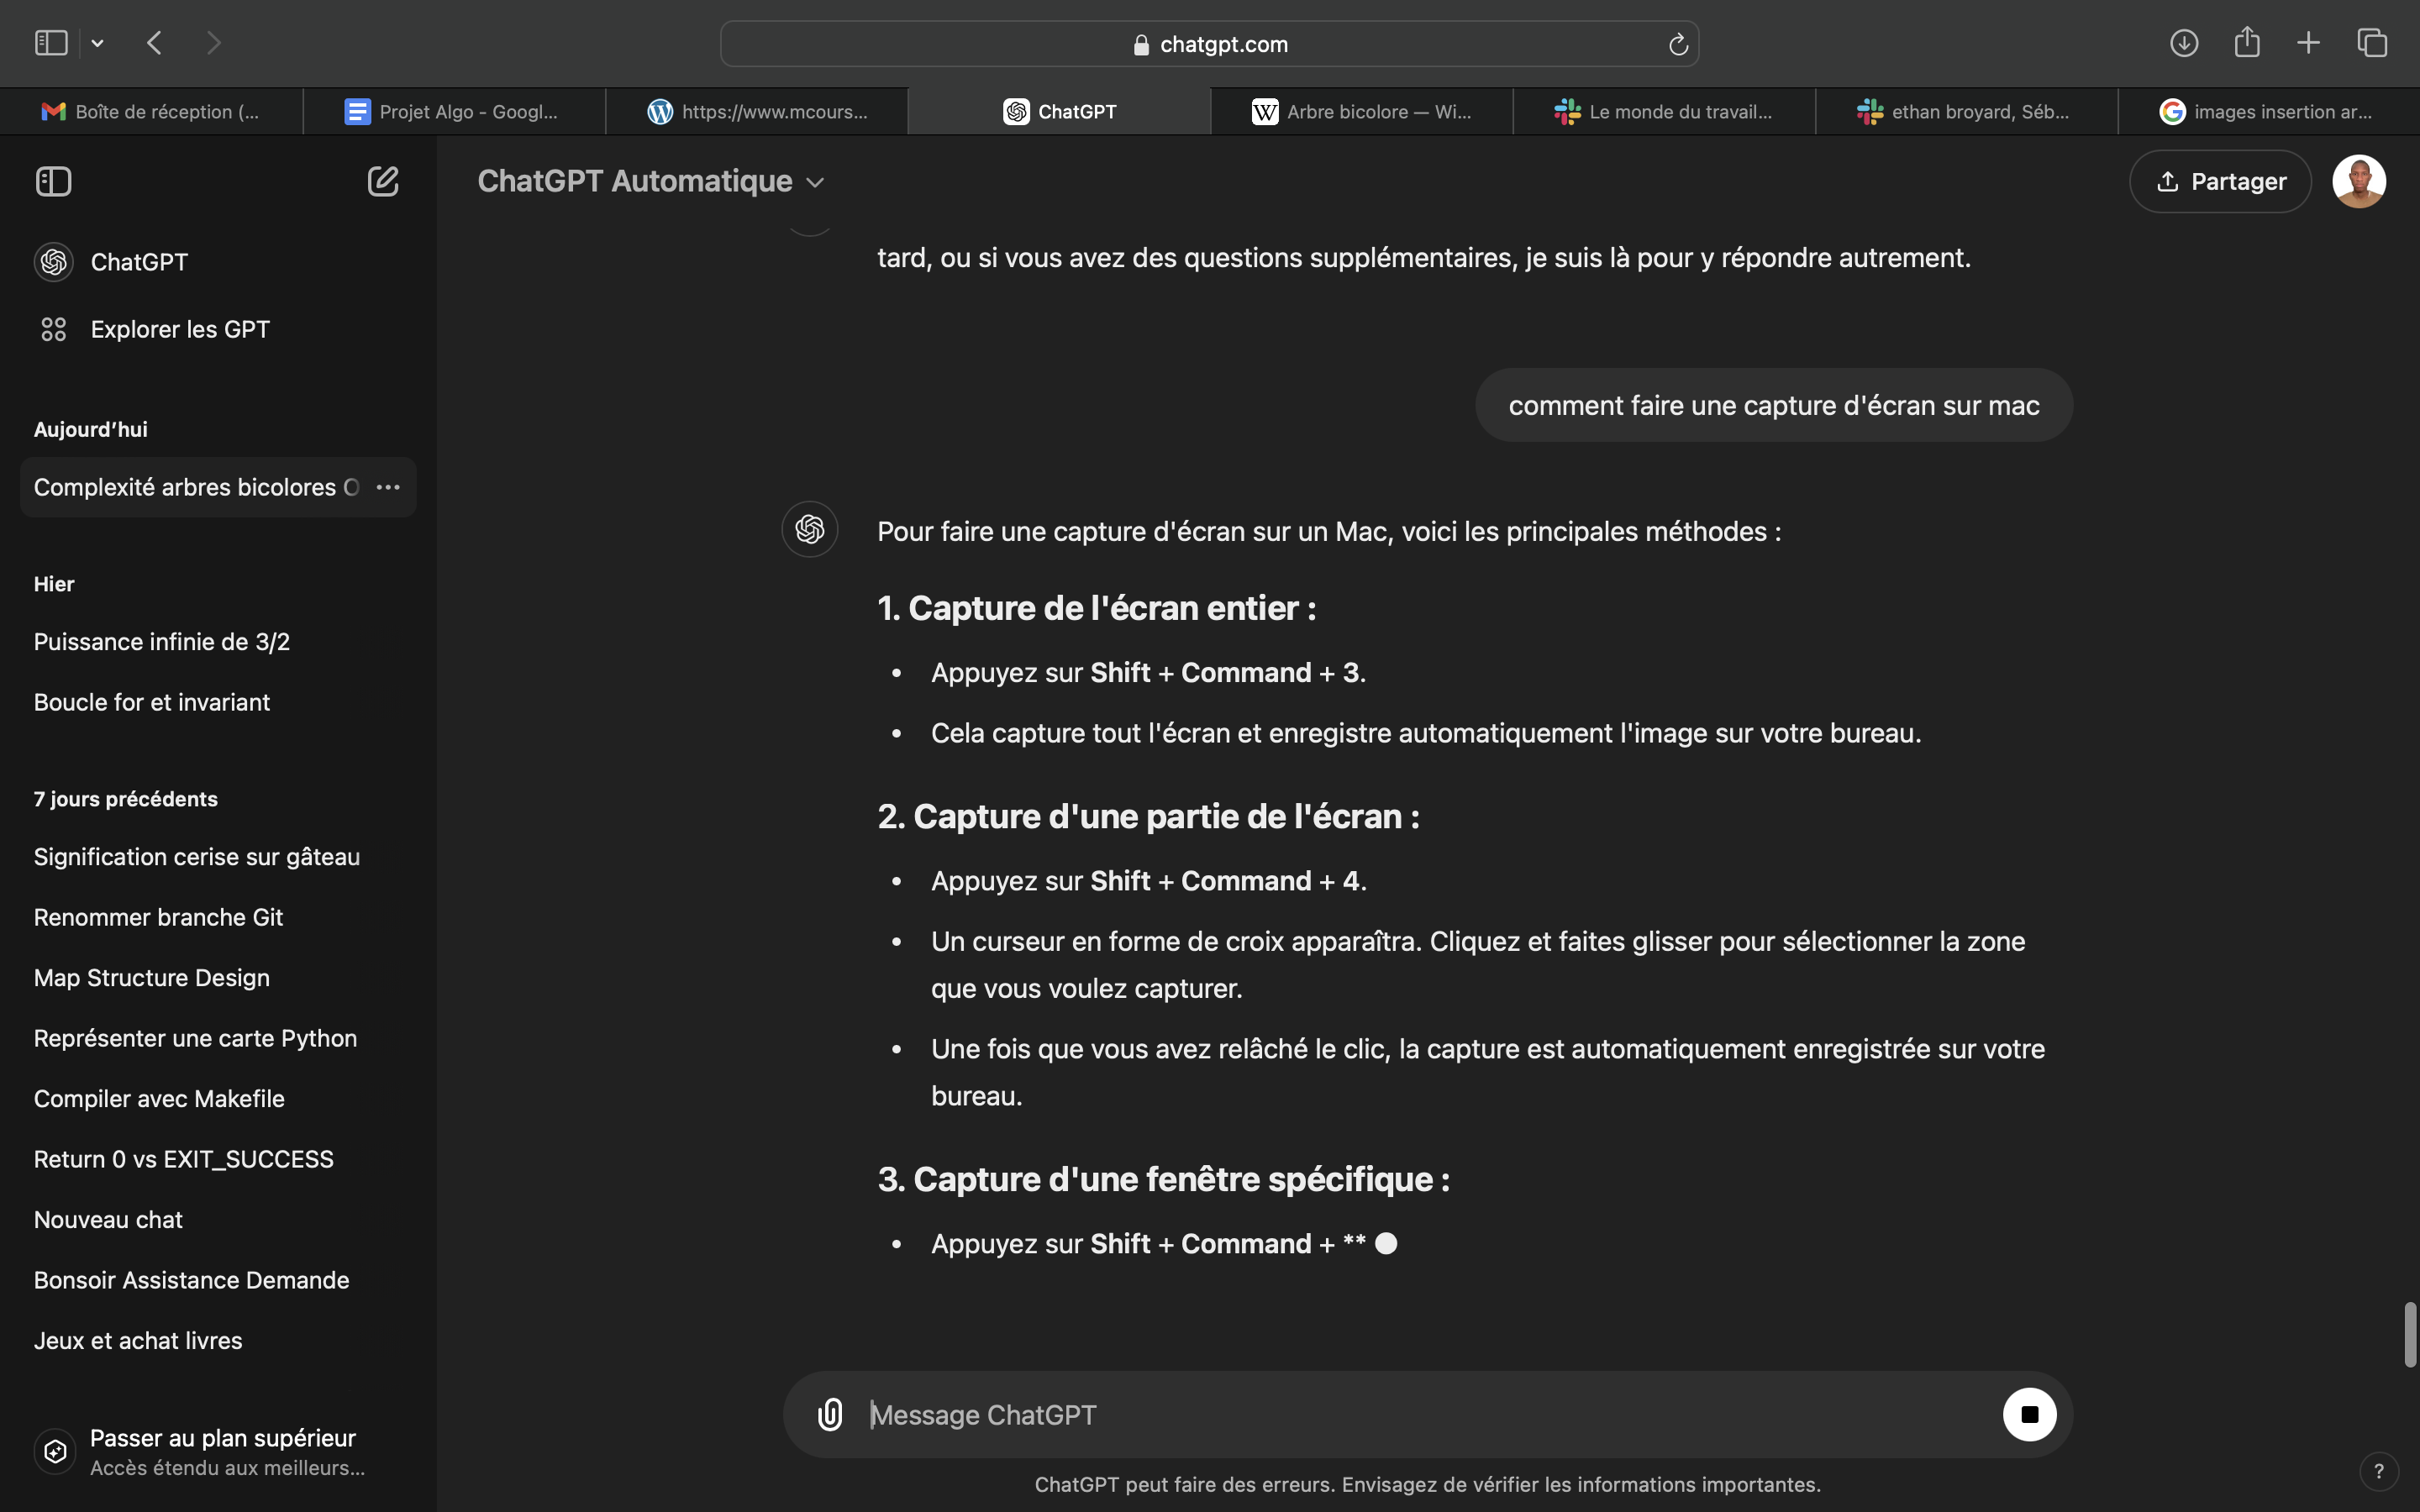 chatgpt.com
Boîte de réception (...
Projet Algo - Googl...
https://www.mcours...
ChatGPT
Arbre bicolore — Wi...
Le monde du travail...
ethan broyard, Séb...
images insertion ar...
ChatGPT
Explorer les GPT
Aujourd'hui
Complexité arbres bicolores O
Hier
Puissance infinie de 3/2
Boucle for et invariant
7 jours précédents
Signification cerise sur gâteau
Renommer branche Git
Map Structure Design
Représenter une carte Python
Compiler avec Makefile
Return 0 vs EXIT_SUCCESS
Nouveau chat
Bonsoir Assistance Demande
Jeux et achat livres
Passer au plan supérieur
Accès étendu aux meilleurs...
ChatGPT Automatique
Partager
tard, ou si vous avez des questions supplémentaires, je suis là pour y répondre autrement.
comment faire une capture d'écran sur mac
Pour faire une capture d'écran sur un Mac, voici les principales méthodes :
1. Capture de l'écran entier :
• Appuyez sur Shift + Command + 3.
• Cela capture tout l'écran et enregistre automatiquement l'image sur votre bureau.
2. Capture d'une partie de l'écran :
• Appuyez sur Shift + Command + 4.
• Un curseur en forme de croix apparaîtra. Cliquez et faites glisser pour sélectionner la zone
que vous voulez capturer.
• Une fois que vous avez relâché le clic, la capture est automatiquement enregistrée sur votre
bureau.
3. Capture d'une fenêtre spécifique :
• Appuyez sur Shift + Command + **
Message ChatGPT
ChatGPT peut faire des erreurs. Envisagez de vérifier les informations importantes.
?